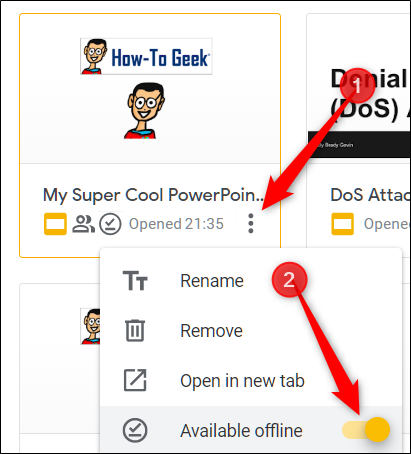 How-To Geek
Denial
(DoS) A
By Brady Gavin
1
My Super Cool PowerPoin...
DoS Attac
Opened 21:35
Opene
Rename
2
Remove
Open in new tab
Available offline